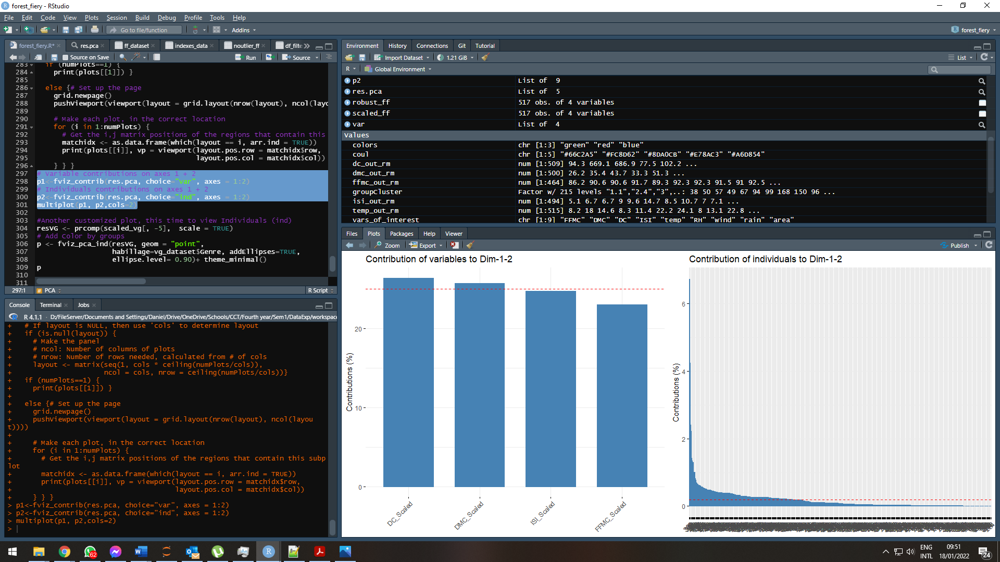 forest_fiery - RStudio
File Edit Code View Plots Session Build Debug Profile Tools Help
Go to file/function Addins forest_fiery
forest_fiery.R* res.pca ff_dataset indexes_data noutlier_ff df_filte
Source on Save Run Source
283 if (numPlots==1) {
284 print(plots[[1]]) }
285
286 else {# Set up the page
287 grid.newpage()
288 pushViewport(viewport(layout = grid.layout(nrow(layout), ncol(layo
289
290 # Make each plot, in the correct location
291 for (i in 1:numPlots) {
292 # Get the i,j matrix positions of the regions that contain this
293 matchidx <- as.data.frame(which(layout == i, arr.ind = TRUE))
294 print(plots[[i]], vp = viewport(layout.pos.row = matchidx$row,
295 layout.pos.col = matchidx$col))
296 } } }
297 # Variable contributions on axes 1 + 2
298 p1<-fviz_contrib(res.pca, choice="var", axes = 1:2)
299 # Individuals contributions on axes 1 + 2
300 p2<-fviz_contrib(res.pca, choice="ind", axes = 1:2)
301 multiplot(p1, p2,cols=2)
302
303 #Another customized plot, this time to view Individuals (ind)
304 resVG <- prcomp(scaled_vg[, -5], scale = TRUE)
305 # Add Color by groups
306 p <- fviz_pca_ind(resVG, geom = "point",
307 habillage=vg_dataset$Genre, addEllipses=TRUE,
308 ellipse.level= 0.90)+ theme_minimal()
309 p
310
311
297:1 PCA R Script
Console Terminal Jobs
R 4.1.1 · D:/FileServer/Documents and Settings/Daniel/Drive/OneDrive/Schools/CCT/Fourth year/Sem1/DataExp/workspace
+ # If layout is NULL, then use 'cols' to determine layout
+ if (is.null(layout)) {
+ # Make the panel
+ # ncol: Number of columns of plots
+ # nrow: Number of rows needed, calculated from # of cols
+ layout <- matrix(seq(1, cols * ceiling(numPlots/cols)),
+ ncol = cols, nrow = ceiling(numPlots/cols))}
+ if (numPlots==1) {
+ print(plots[[1]]) }
+
+ else {# Set up the page
+ grid.newpage()
+ pushViewport(viewport(layout = grid.layout(nrow(layout), ncol(layou
t))))
+
+ # Make each plot, in the correct location
+ for (i in 1:numPlots) {
+ # Get the i,j matrix positions of the regions that contain this subp
lot
+ matchidx <- as.data.frame(which(layout == i, arr.ind = TRUE))
+ print(plots[[i]], vp = viewport(layout.pos.row = matchidx$row,
+ layout.pos.col = matchidx$col))
+ } } }
> p1<-fviz_contrib(res.pca, choice="var", axes = 1:2)
> p2<-fviz_contrib(res.pca, choice="ind", axes = 1:2)
> multiplot(p1, p2,cols=2)
>
Environment History Connections Git Tutorial
Import Dataset 1.21 GiB List
R Global Environment
p2 List of 9
res.pca List of 5
robust_ff 517 obs. of 4 variables
scaled_ff 517 obs. of 4 variables
var List of 4
Values
colors chr [1:3] "green" "red" "blue"
coul chr [1:5] "#66C2A5" "#FC8D62" "#8DA0CB" "#E78AC3" "#A6D854"
dc_out_rm num [1:509] 94.3 669.1 686.9 77.5 102.2 ...
dmc_out_rm num [1:500] 26.2 35.4 43.7 33.3 51.3 ...
ffmc_out_rm num [1:464] 86.2 90.6 90.6 91.7 89.3 92.3 92.3 91.5 91 92.5 ...
groupCluster Factor w/ 215 levels "1.1","2.4","3",..: 38 50 57 49 67 94 99 168 150 96 ...
isi_out_rm num [1:494] 5.1 6.7 6.7 9 9.6 14.7 8.5 10.7 7 7.1 ...
temp_out_rm num [1:515] 8.2 18 14.6 8.3 11.4 22.2 24.1 8 13.1 22.8 ...
vars_of_interest chr [1:9] "FFMC" "DMC" "DC" "ISI" "temp" "RH" "wind" "rain" "area"
Files Plots Packages Help Viewer
Zoom Export Publish
Contribution of variables to Dim-1-2
Contributions (%)
20
10
0
DC_Scaled DMC_Scaled ISI_Scaled FFMC_Scaled
Contribution of individuals to Dim-1-2
Contributions (%)
6
4
2
0
62
ENG
INTL
09:51
18/01/2022
24